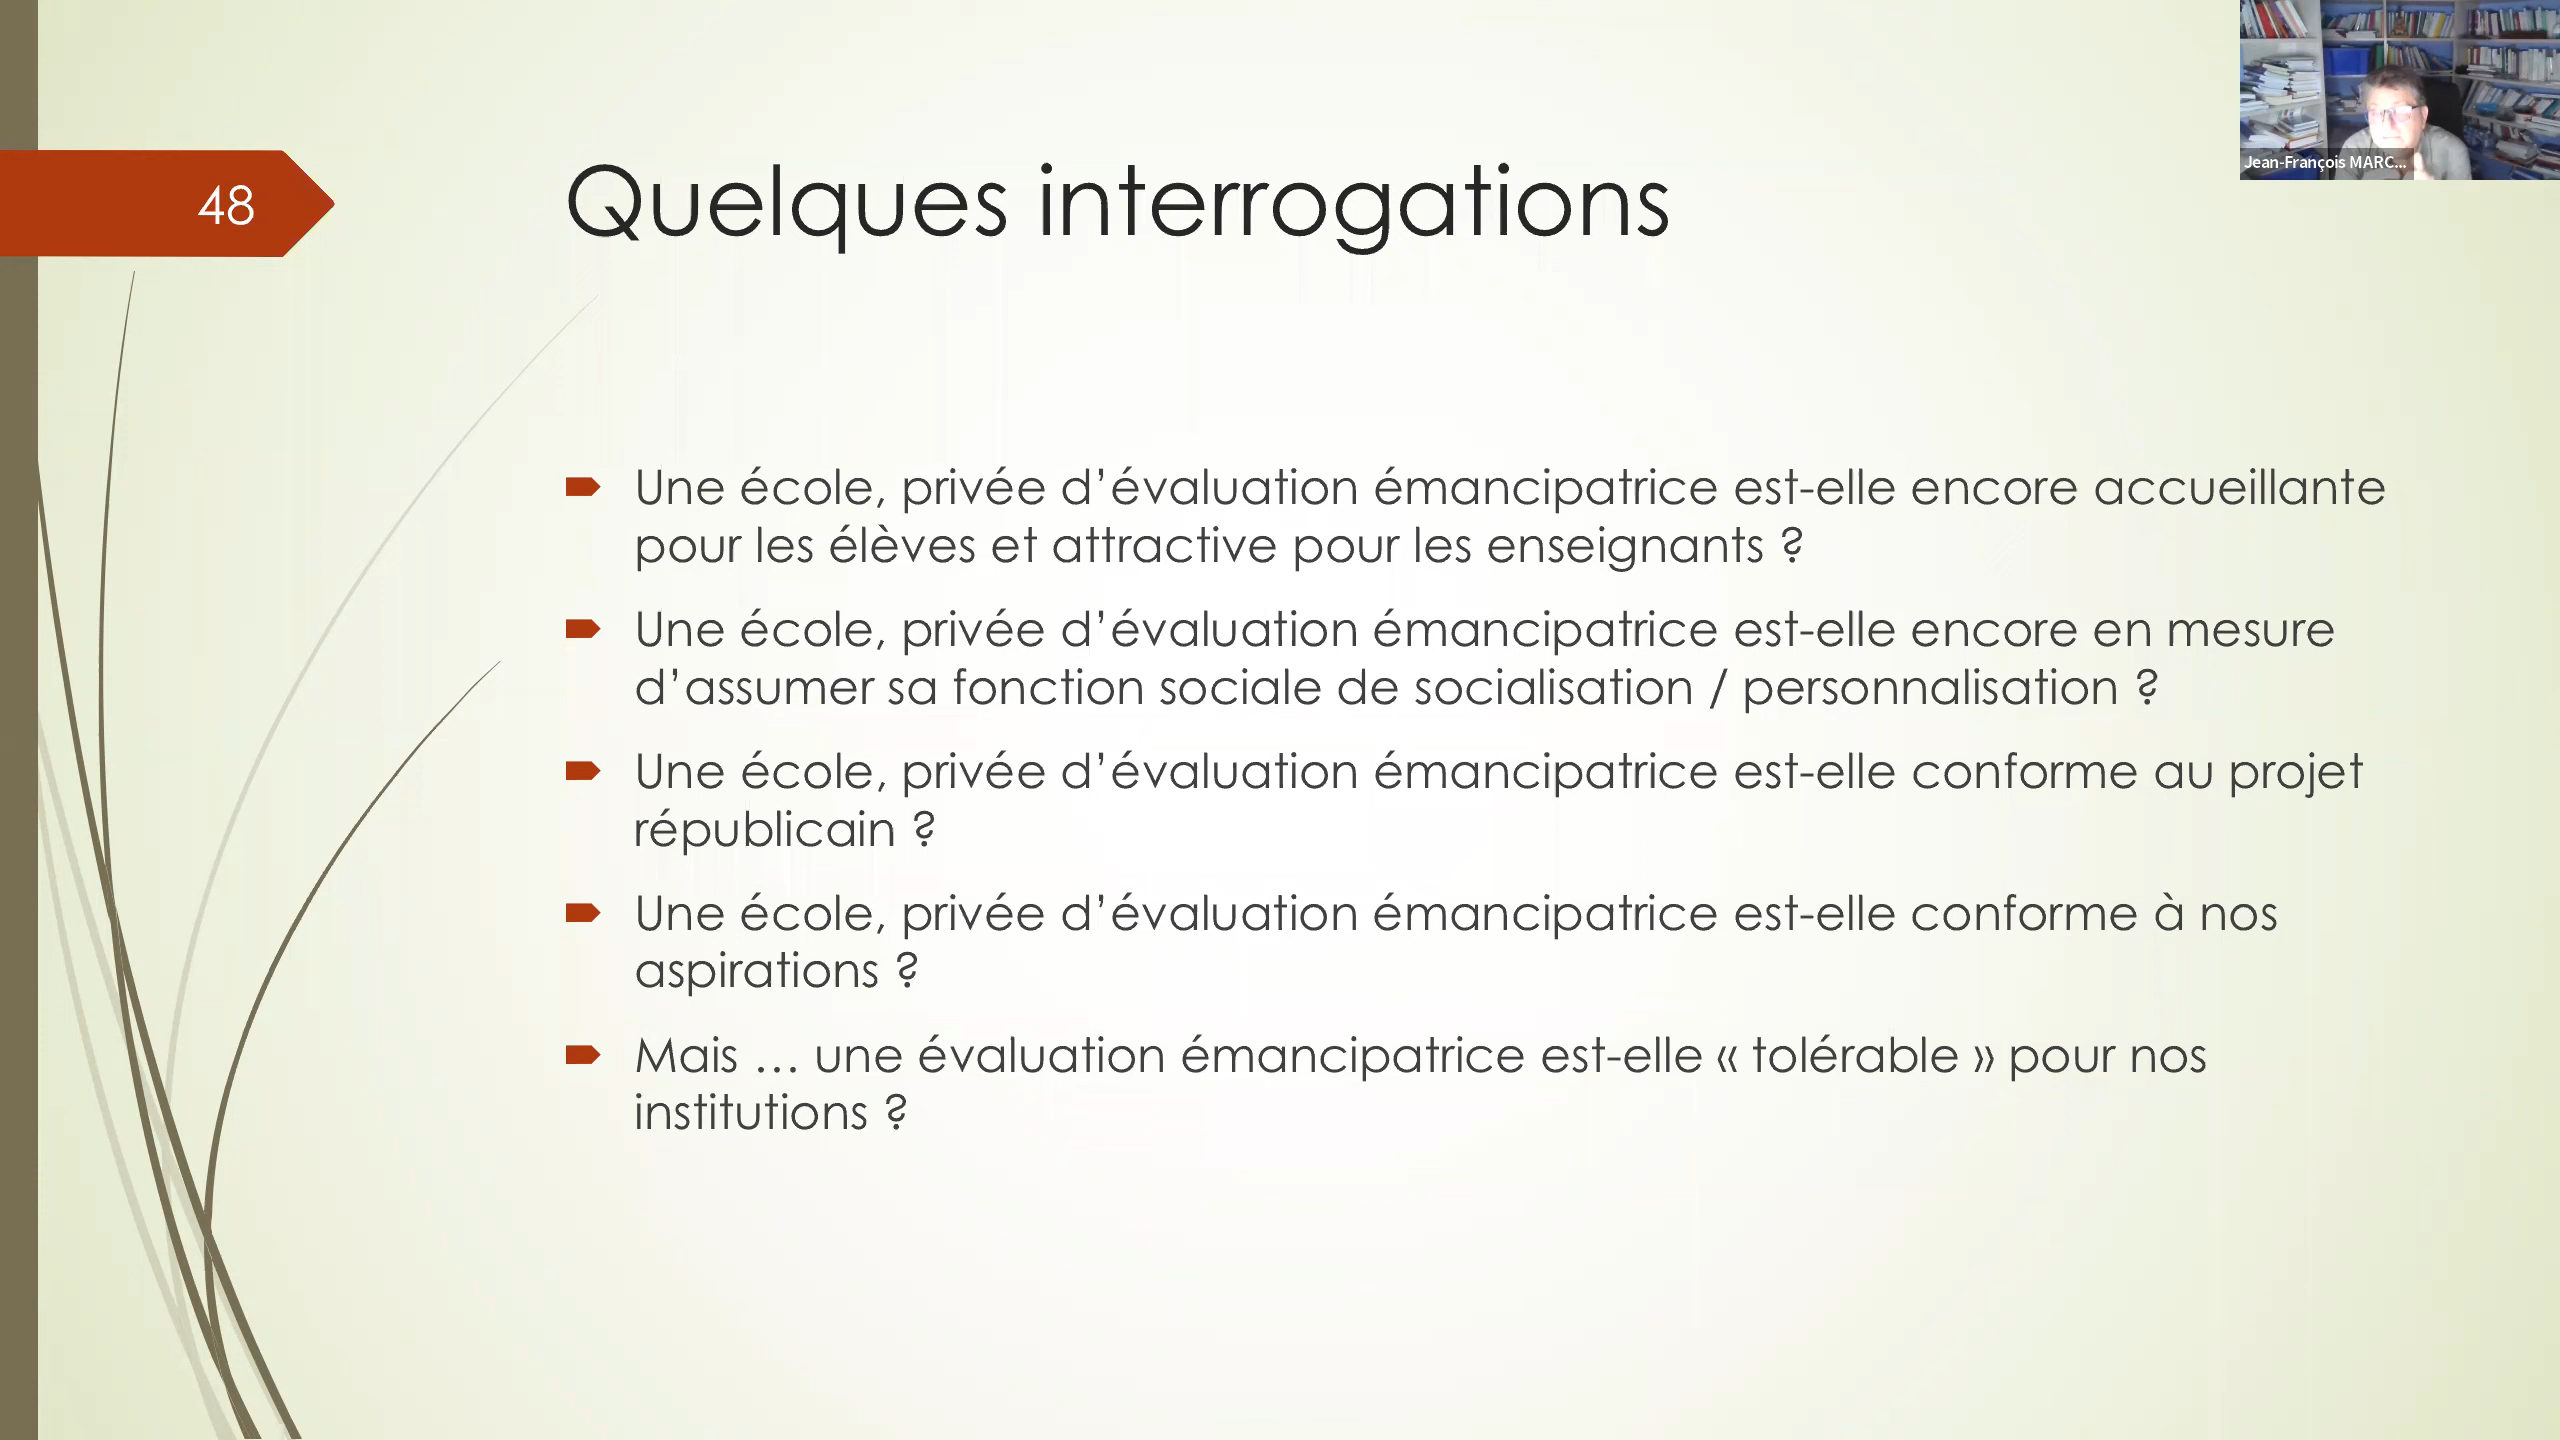 48
Quelques interrogations
Jean-François MARC...
Une école, privée d’évaluation émancipatrice est-elle encore accueillante
pour les élèves et attractive pour les enseignants ?
Une école, privée d’évaluation émancipatrice est-elle encore en mesure
d’assumer sa fonction sociale de socialisation / personnalisation ?
Une école, privée d’évaluation émancipatrice est-elle conforme au projet
républicain ?
Une école, privée d’évaluation émancipatrice est-elle conforme à nos
aspirations ?
Mais … une évaluation émancipatrice est-elle « tolérable » pour nos
institutions ?